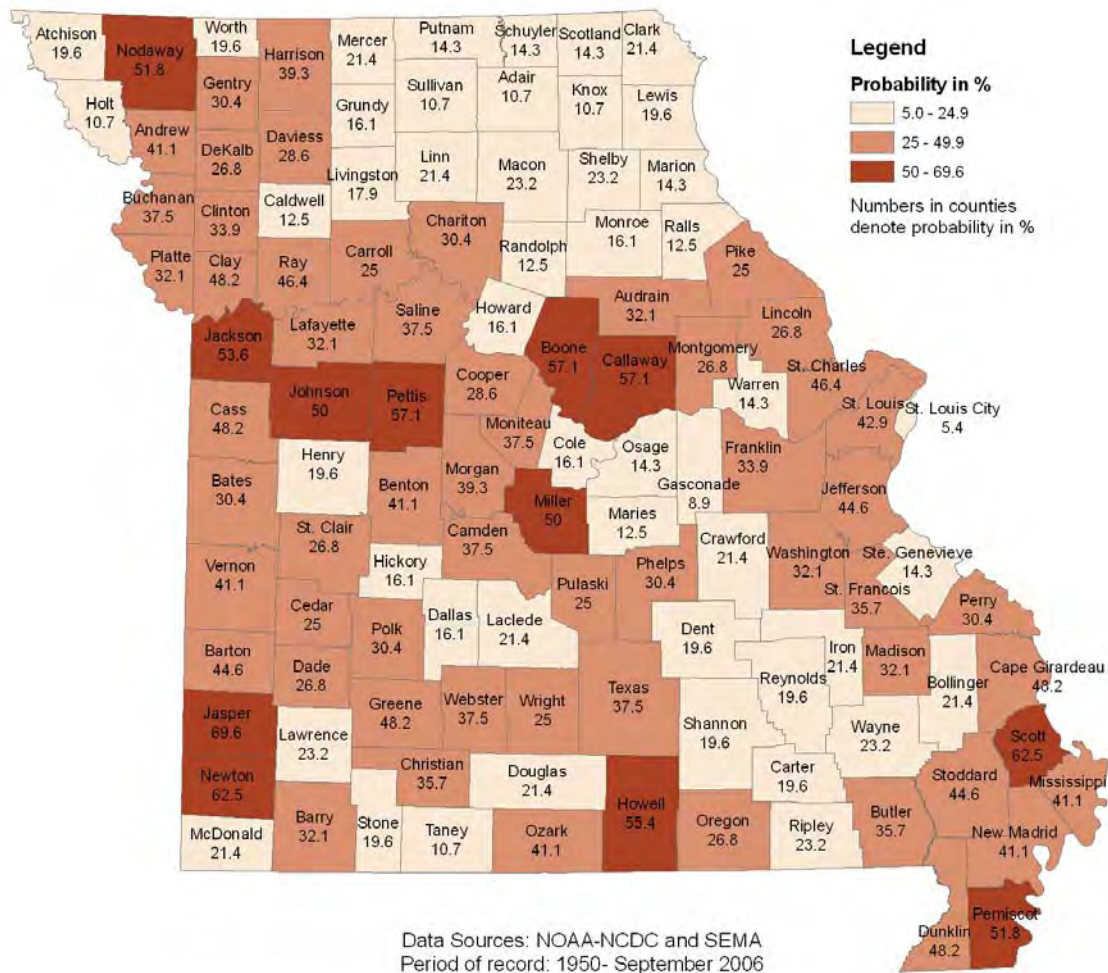 Legend
Probability in %
5.0 - 24.9
25 - 49.9
50 - 69.6
Numbers in counties
denote probability in %
Atchison
19.6
Nodaway
51.8
Worth
19.6
Harrison
39.3
Mercer
21.4
Putnam
14.3
Schuyler
14.3
Scotland
14.3
Clark
21.4
Holt
10.7
Gentry
30.4
Grundy
16.1
Sullivan
10.7
Adair
10.7
Knox
10.7
Lewis
19.6
Andrew
41.1
DeKalb
26.8
Daviess
28.6
Livingston
17.9
Linn
21.4
Macon
23.2
Shelby
23.2
Marion
14.3
Buchanan
37.5
Clinton
33.9
Caldwell
12.5
Chariton
30.4
Randolph
12.5
Monroe
16.1
Ralls
12.5
Pike
25
Platte
32.1
Clay
48.2
Ray
46.4
Carroll
25
Audrain
32.1
Jackson
53.6
Lafayette
32.1
Saline
37.5
Howard
16.1
Boone
57.1
Callaway
57.1
Montgomery
26.8
Lincoln
26.8
Warren
14.3
St. Charles
46.4
St. Louis
42.9
St. Louis City
5.4
Cass
48.2
Johnson
50
Pettis
57.1
Cooper
28.6
Moniteau
37.5
Cole
16.1
Osage
14.3
Gasconade
8.9
Franklin
33.9
Jefferson
44.6
Bates
30.4
Henry
19.6
Benton
41.1
Morgan
39.3
Miller
50
Maries
12.5
Crawford
21.4
Washington
32.1
Ste. Genevieve
14.3
St. Francois
35.7
Perry
30.4
Vernon
41.1
St. Clair
26.8
Hickory
16.1
Camden
37.5
Pulaski
25
Phelps
30.4
Cedar
25
Polk
30.4
Dallas
16.1
Laclede
21.4
Dent
19.6
Iron
21.4
Madison
32.1
Bollinger
21.4
Cape Girardeau
48.2
Barton
44.6
Dade
26.8
Greene
48.2
Webster
37.5
Wright
25
Texas
37.5
Shannon
19.6
Reynolds
19.6
Wayne
23.2
Scott
62.5
Jasper
69.6
Lawrence
23.2
Christian
35.7
Douglas
21.4
Howell
55.4
Carter
19.6
Stoddard
44.6
Mississippi
41.1
Newton
62.5
Barry
32.1
Stone
19.6
Taney
10.7
Ozark
41.1
Oregon
26.8
Ripley
23.2
Butler
35.7
New Madrid
41.1
McDonald
21.4
Dunklin
48.2
Pemiscot
51.8
Data Sources: NOAA-NCDC and SEMA
Period of record: 1950- September 2006